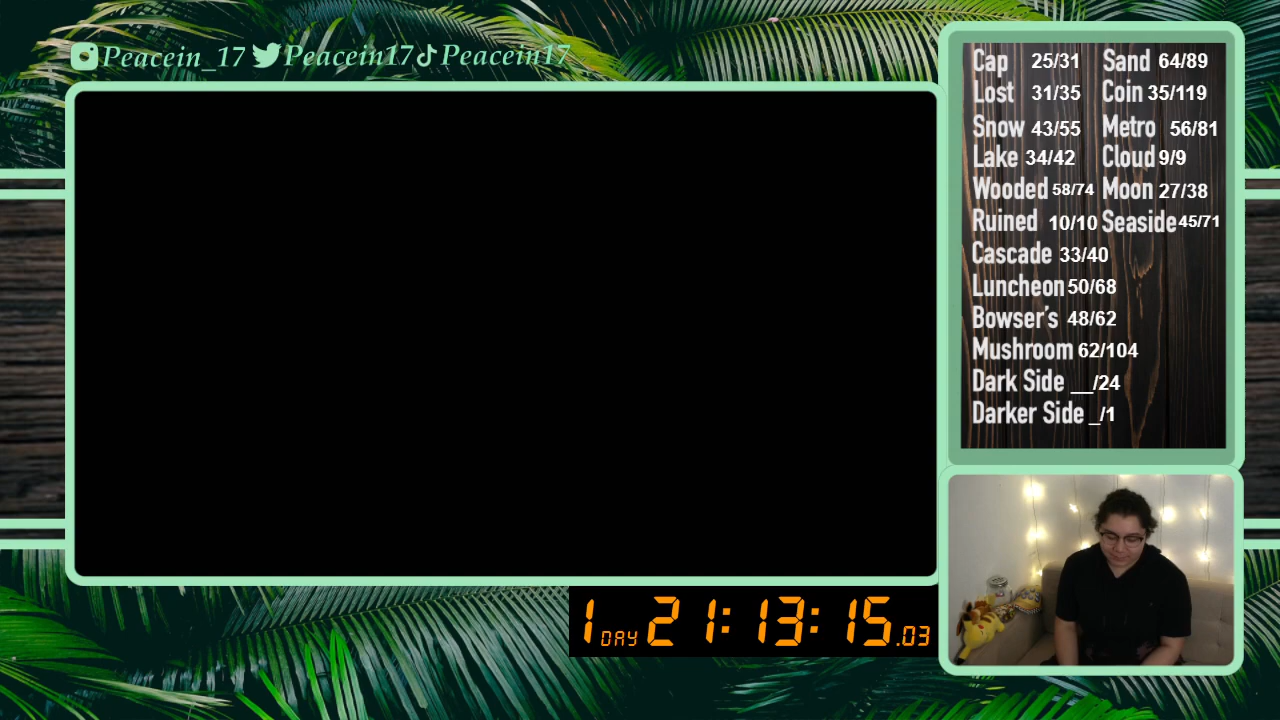 Peacein_17 Peacein17 Peacein17
Cap 25/31 Sand 64/89
Lost 31/35 Coin 35/119
Snow 43/55 Metro 56/81
Lake 34/42 Cloud 9/9
Wooded 58/74 Moon 27/38
Ruined 10/10 Seaside 45/71
Cascade 33/40
Luncheon 50/68
Bowser's 48/62
Mushroom 62/104
Dark Side __/24
Darker Side _/1
1 DAY 21:13:15.03